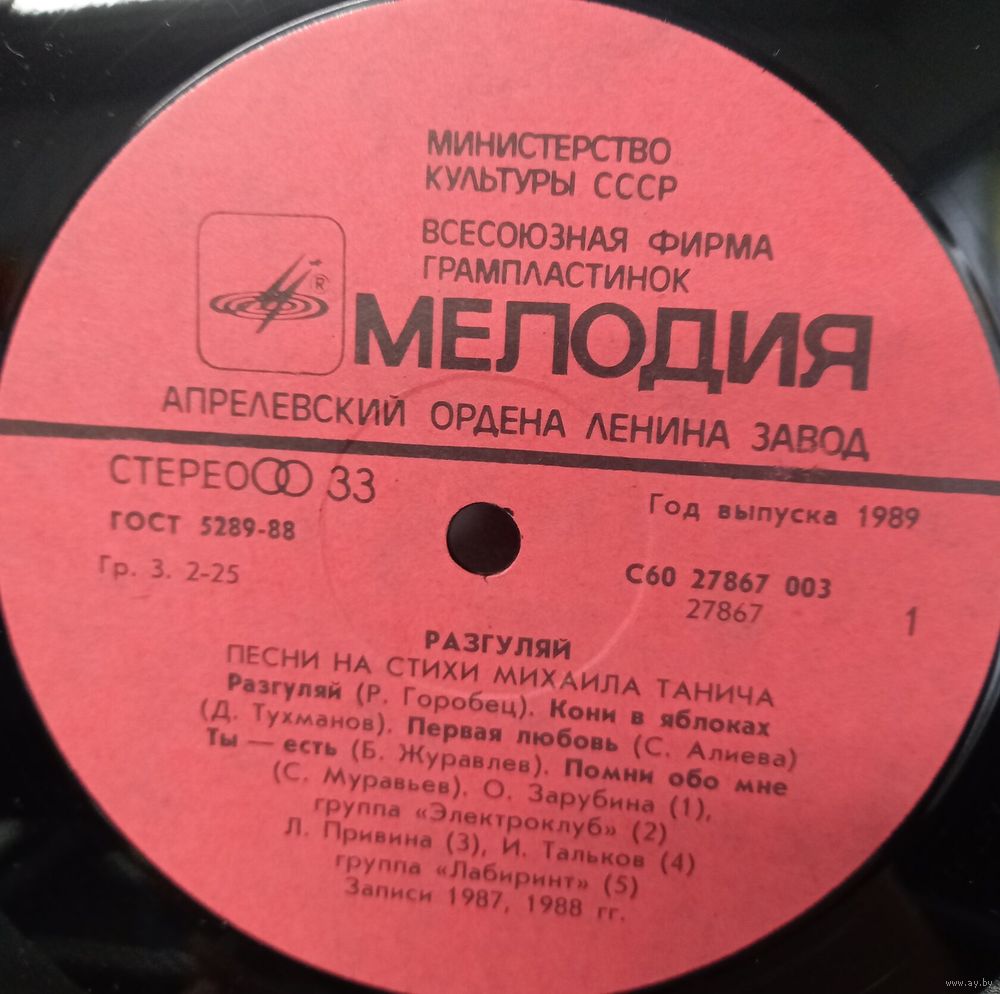 МИНИСТЕРСТВО
КУЛЬТУРЫ СССР
ВСЕСОЮЗНАЯ ФИРМА
ГРАМПЛАСТИНОК
®
МЕЛОДИЯ
АПРЕЛЕВСКИЙ ОРДЕНА ЛЕНИНА ЗАВОД
СТЕРЕО 33
Год выпуска 1989
ГОСТ 5289-88
Гр. 3. 2-25
С60 27867 003
27867
1
РАЗГУЛЯЙ
ПЕСНИ НА СТИХИ МИХАИЛА ТАНИЧА
Разгуляй (Р. Горобец). Кони в яблоках
(Д. Тухманов). Первая любовь (С. Алиева)
Ты — есть (Б. Журавлев). Помни обо мне
(С. Муравьев). О. Зарубина (1),
группа «Электроклуб» (2)
Л. Привина (3), И. Тальков (4)
группа «Лабиринт» (5)
Записи 1987, 1988 гг.
www.ay.by